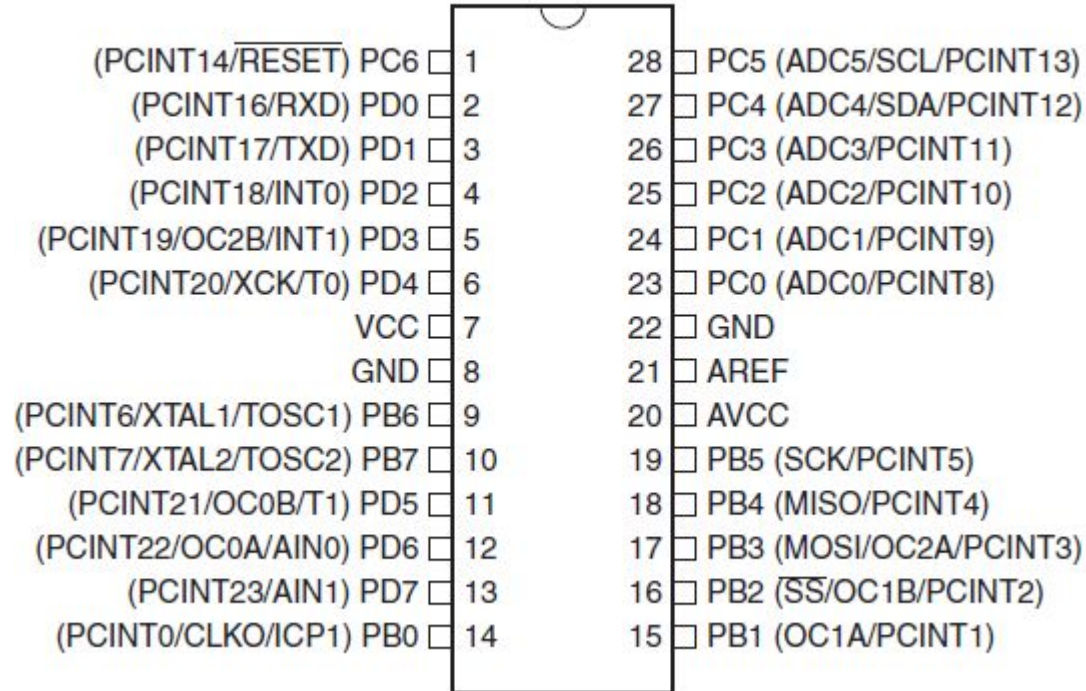 (PCINT14/RESET) PC6 1 28 PC5 (ADC5/SCL/PCINT13)
(PCINT16/RXD) PD0 2 27 PC4 (ADC4/SDA/PCINT12)
(PCINT17/TXD) PD1 3 26 PC3 (ADC3/PCINT11)
(PCINT18/INT0) PD2 4 25 PC2 (ADC2/PCINT10)
(PCINT19/OC2B/INT1) PD3 5 24 PC1 (ADC1/PCINT9)
(PCINT20/XCK/T0) PD4 6 23 PC0 (ADC0/PCINT8)
VCC 7 22 GND
GND 8 21 AREF
(PCINT6/XTAL1/TOSC1) PB6 9 20 AVCC
(PCINT7/XTAL2/TOSC2) PB7 10 19 PB5 (SCK/PCINT5)
(PCINT21/OC0B/T1) PD5 11 18 PB4 (MISO/PCINT4)
(PCINT22/OC0A/AIN0) PD6 12 17 PB3 (MOSI/OC2A/PCINT3)
(PCINT23/AIN1) PD7 13 16 PB2 (SS/OC1B/PCINT2)
(PCINT0/CLKO/ICP1) PB0 14 15 PB1 (OC1A/PCINT1)